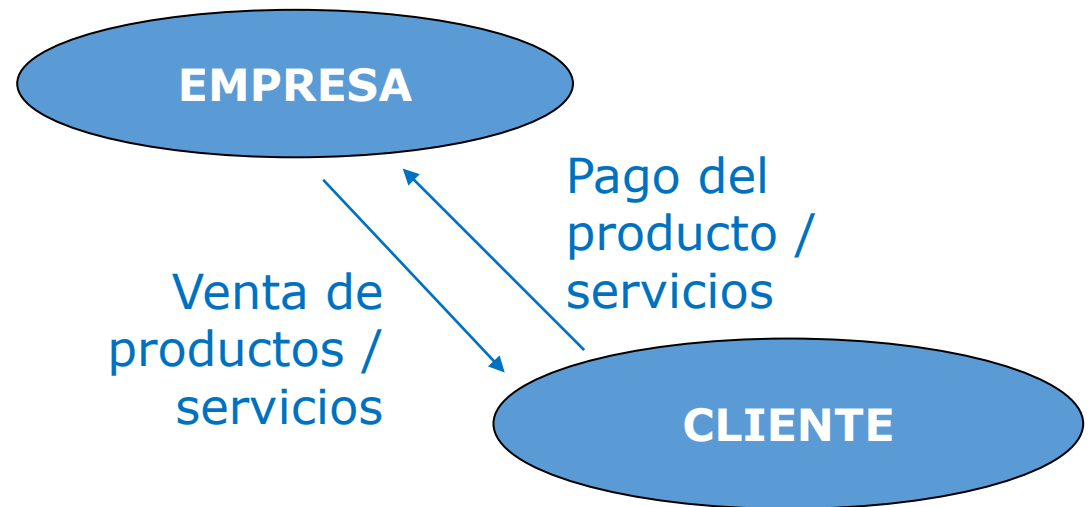 EMPRESA
Pago del
producto /
servicios
Venta de
productos /
servicios
CLIENTE